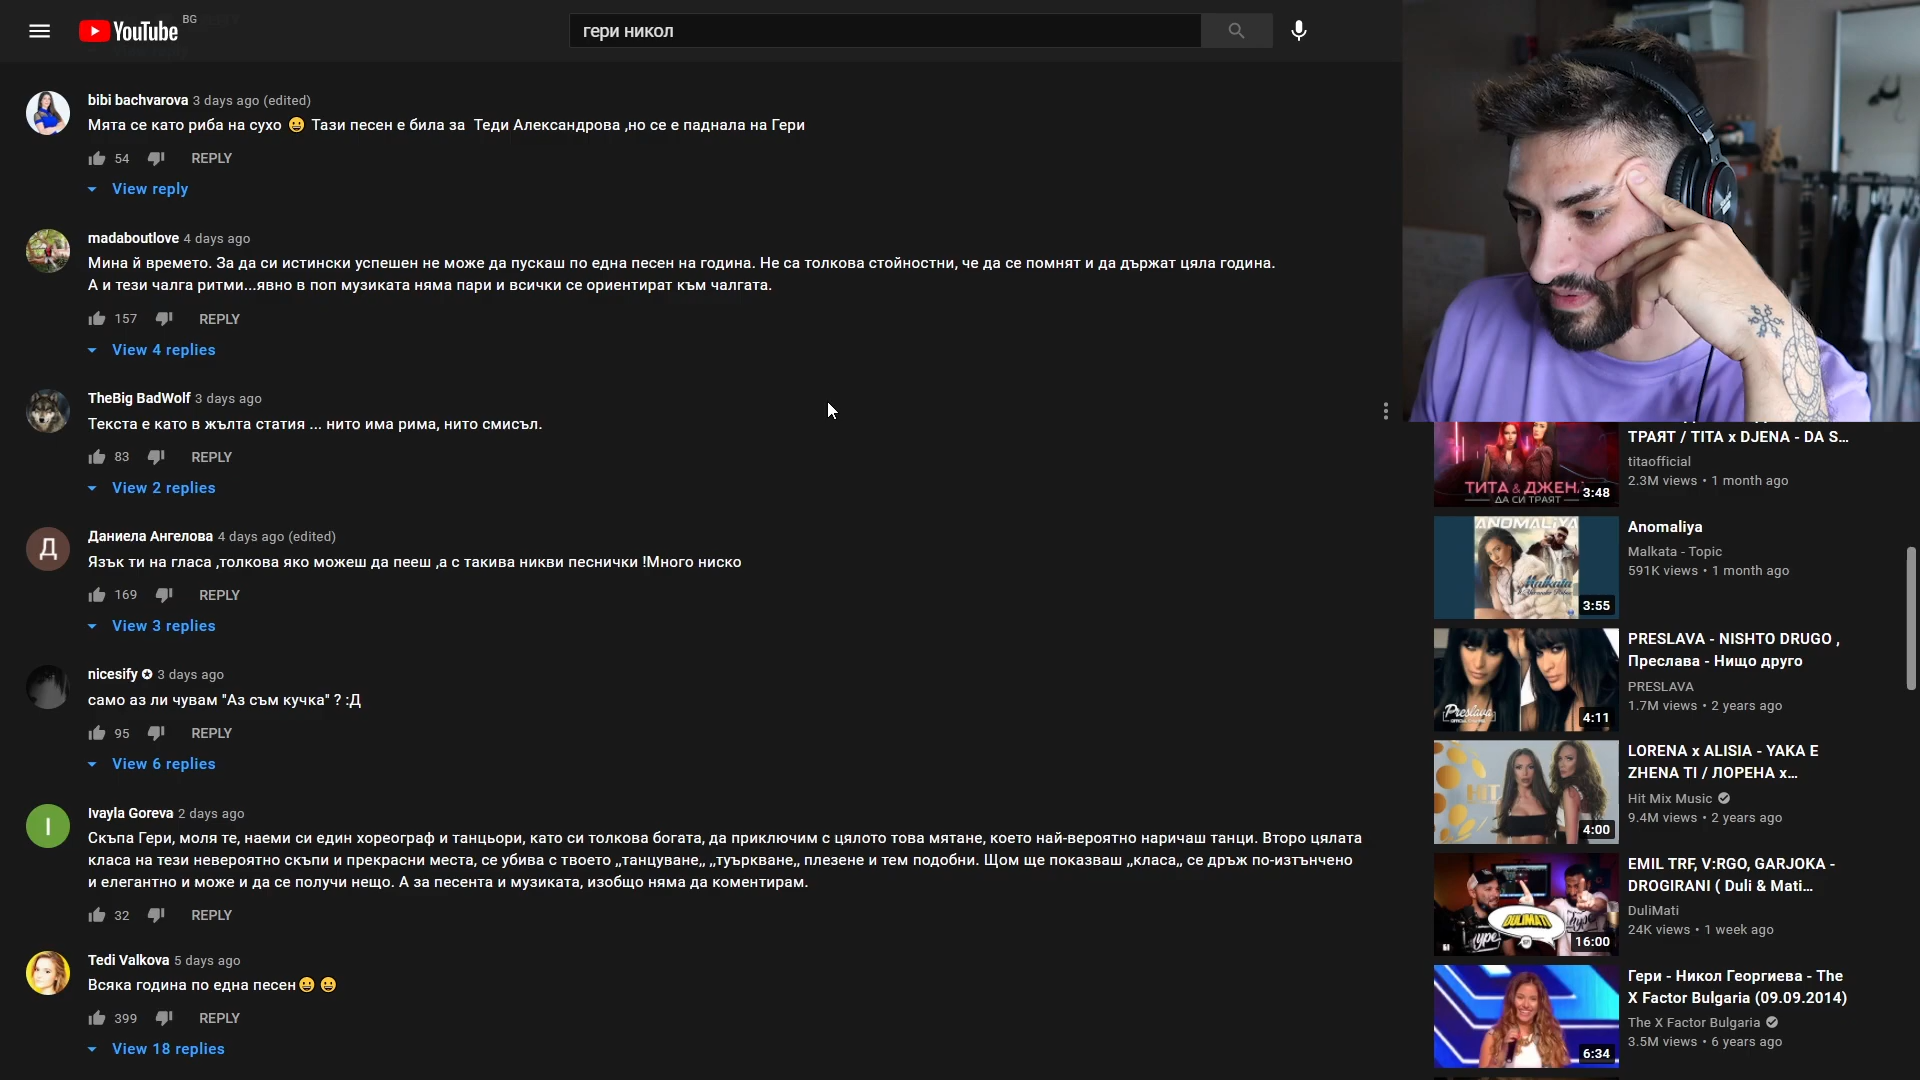 YouTube BG
гери никол
bibi bachvarova 3 days ago (edited)
Мята се като риба на сухо 😀 Тази песен е била за Теди Александрова ,но се е паднала на Гери
54 REPLY
View reply
madaboutlove 4 days ago
Мина й времето. За да си истински успешен не може да пускаш по една песен на година. Не са толкова стойностни, че да се помнят и да държат цяла година.
А и тези чалга ритми...явно в поп музиката няма пари и всички се ориентират към чалгата.
157 REPLY
View 4 replies
TheBig BadWolf 3 days ago
Текста е като в жълта статия ... нито има рима, нито смисъл.
83 REPLY
View 2 replies
Д
Даниела Ангелова 4 days ago (edited)
Язък ти на гласа ,толкова яко можеш да пееш ,а с такива никви песнички !Много ниско
169 REPLY
View 3 replies
nicesify ✪ 3 days ago
само аз ли чувам "Аз съм кучка" ? :Д
95 REPLY
View 6 replies
I
Ivayla Goreva 2 days ago
Скъпа Гери, моля те, наеми си един хореограф и танцьори, като си толкова богата, да приключим с цялото това мятане, което най-вероятно наричаш танци. Второ цялата
класа на тези невероятно скъпи и прекрасни места, се убива с твоето ,,танцуване,, ,,туъркване,, плезене и тем подобни. Щом ще показваш ,,класа,, се дръж по-изтънчено
и елегантно и може и да се получи нещо. А за песента и музиката, изобщо няма да коментирам.
32 REPLY
Tedi Valkova 5 days ago
Всяка година по една песен😀 😀
399 REPLY
View 18 replies
ТРАЯТ / TITA x DJENA - DA S...
titaofficial
2.3M views • 1 month ago
ТИТА & ДЖЕН
ДА СИ ТРАЯТ
3:48
Anomaliya
Malkata - Topic
591K views • 1 month ago
ANOMALIYA
Malkata
3:55
PRESLAVA - NISHTO DRUGO ,
Преслава - Нищо друго
PRESLAVA
1.7M views • 2 years ago
Preslava
4:11
LORENA x ALISIA - YAKA E
ZHENA TI / ЛОРЕНА х...
Hit Mix Music
9.4M views • 2 years ago
4:00
EMIL TRF, V:RGO, GARJOKA -
DROGIRANI ( Duli & Mati...
DuliMati
24K views • 1 week ago
DULIMATI
16:00
Гери - Никол Георгиева - The
X Factor Bulgaria (09.09.2014)
The X Factor Bulgaria
3.5M views • 6 years ago
6:34